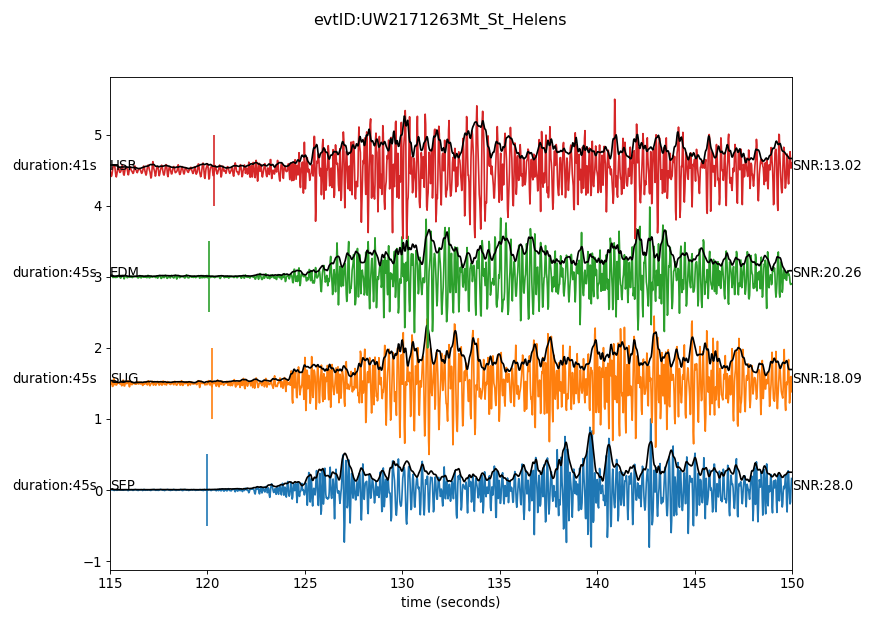 evtID:UW2171263Mt_St_Helens
5
duration:41s HSR SNR:13.02
4
duration:45s EDM SNR:20.26
3
2
duration:45s SUG SNR:18.09
1
duration:45s SEP SNR:28.0
0
−1
115 120 125 130 135 140 145 150
time (seconds)